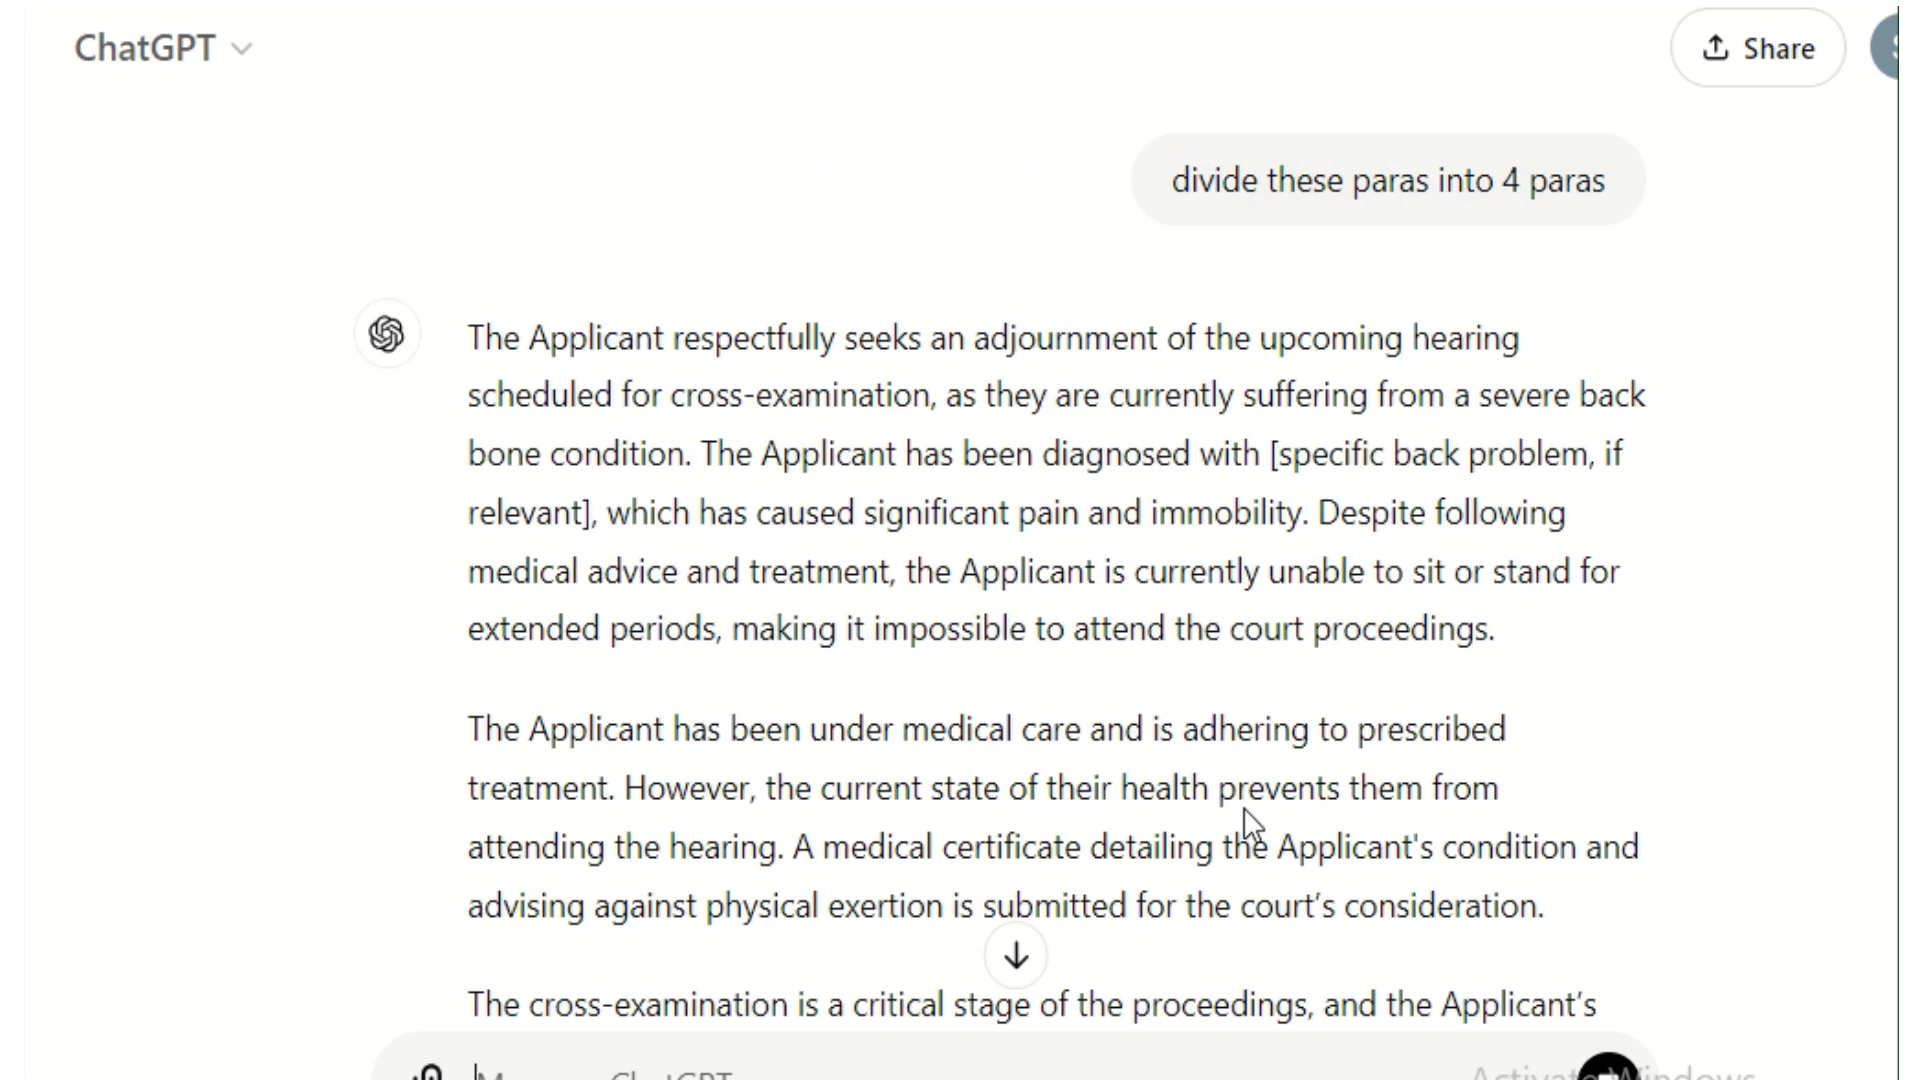 ChatGPT
Share
divide these paras into 4 paras
The Applicant respectfully seeks an adjournment of the upcoming hearing
scheduled for cross-examination, as they are currently suffering from a severe back
bone condition. The Applicant has been diagnosed with [specific back problem, if
relevant], which has caused significant pain and immobility. Despite following
medical advice and treatment, the Applicant is currently unable to sit or stand for
extended periods, making it impossible to attend the court proceedings.
The Applicant has been under medical care and is adhering to prescribed
treatment. However, the current state of their health prevents them from
attending the hearing. A medical certificate detailing the Applicant's condition and
advising against physical exertion is submitted for the court’s consideration.
The cross-examination is a critical stage of the proceedings, and the Applicant’s
ChatGPT
Activate Windows